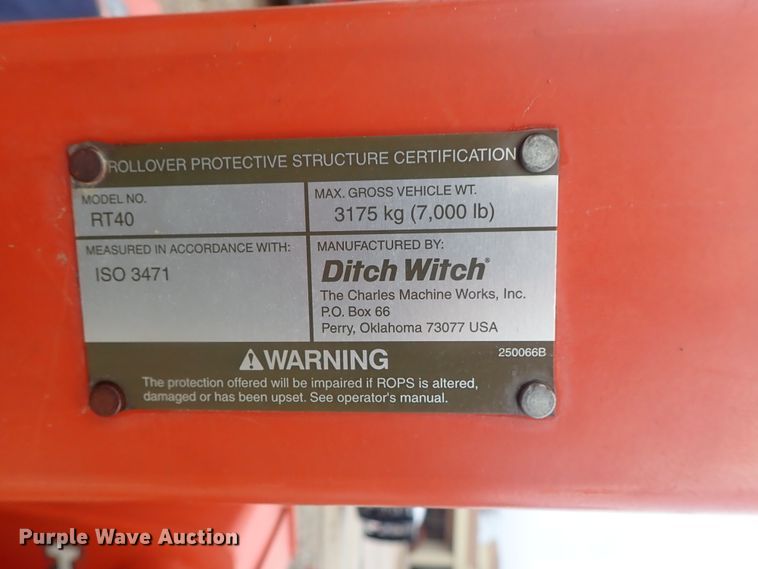 ROLLOVER PROTECTIVE STRUCTURE CERTIFICATION
MODEL NO.
RT40
MAX. GROSS VEHICLE WT.
3175 kg (7,000 lb)
MEASURED IN ACCORDANCE WITH:
ISO 3471
MANUFACTURED BY:
Ditch Witch®
The Charles Machine Works, Inc.
P.O. Box 66
Perry, Oklahoma 73077 USA
WARNING
250066B
The protection offered will be impaired if ROPS is altered,
damaged or has been upset. See operator's manual.
Purple Wave Auction